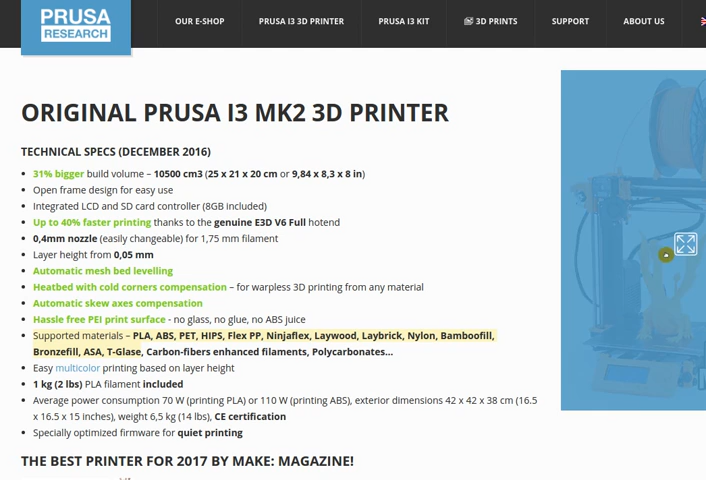 PRUSA
RESEARCH
OUR E-SHOP PRUSA I3 3D PRINTER PRUSA I3 KIT 3D PRINTS SUPPORT ABOUT US
ORIGINAL PRUSA I3 MK2 3D PRINTER
TECHNICAL SPECS (DECEMBER 2016)
31% bigger build volume – 10500 cm3 (25 x 21 x 20 cm or 9,84 x 8,3 x 8 in)
Open frame design for easy use
Integrated LCD and SD card controller (8GB included)
Up to 40% faster printing thanks to the genuine E3D V6 Full hotend
0,4mm nozzle (easily changeable) for 1,75 mm filament
Layer height from 0,05 mm
Automatic mesh bed levelling
Heatbed with cold corners compensation – for warpless 3D printing from any material
Automatic skew axes compensation
Hassle free PEI print surface - no glass, no glue, no ABS juice
Supported materials – PLA, ABS, PET, HIPS, Flex PP, Ninjaflex, Laywood, Laybrick, Nylon, Bamboofill,
Bronzefill, ASA, T-Glase, Carbon-fibers enhanced filaments, Polycarbonates...
Easy multicolor printing based on layer height
1 kg (2 lbs) PLA filament included
Average power consumption 70 W (printing PLA) or 110 W (printing ABS), exterior dimensions 42 x 42 x 38 cm (16.5
x 16.5 x 15 inches), weight 6,5 kg (14 lbs), CE certification
Specially optimized firmware for quiet printing
THE BEST PRINTER FOR 2017 BY MAKE: MAGAZINE!